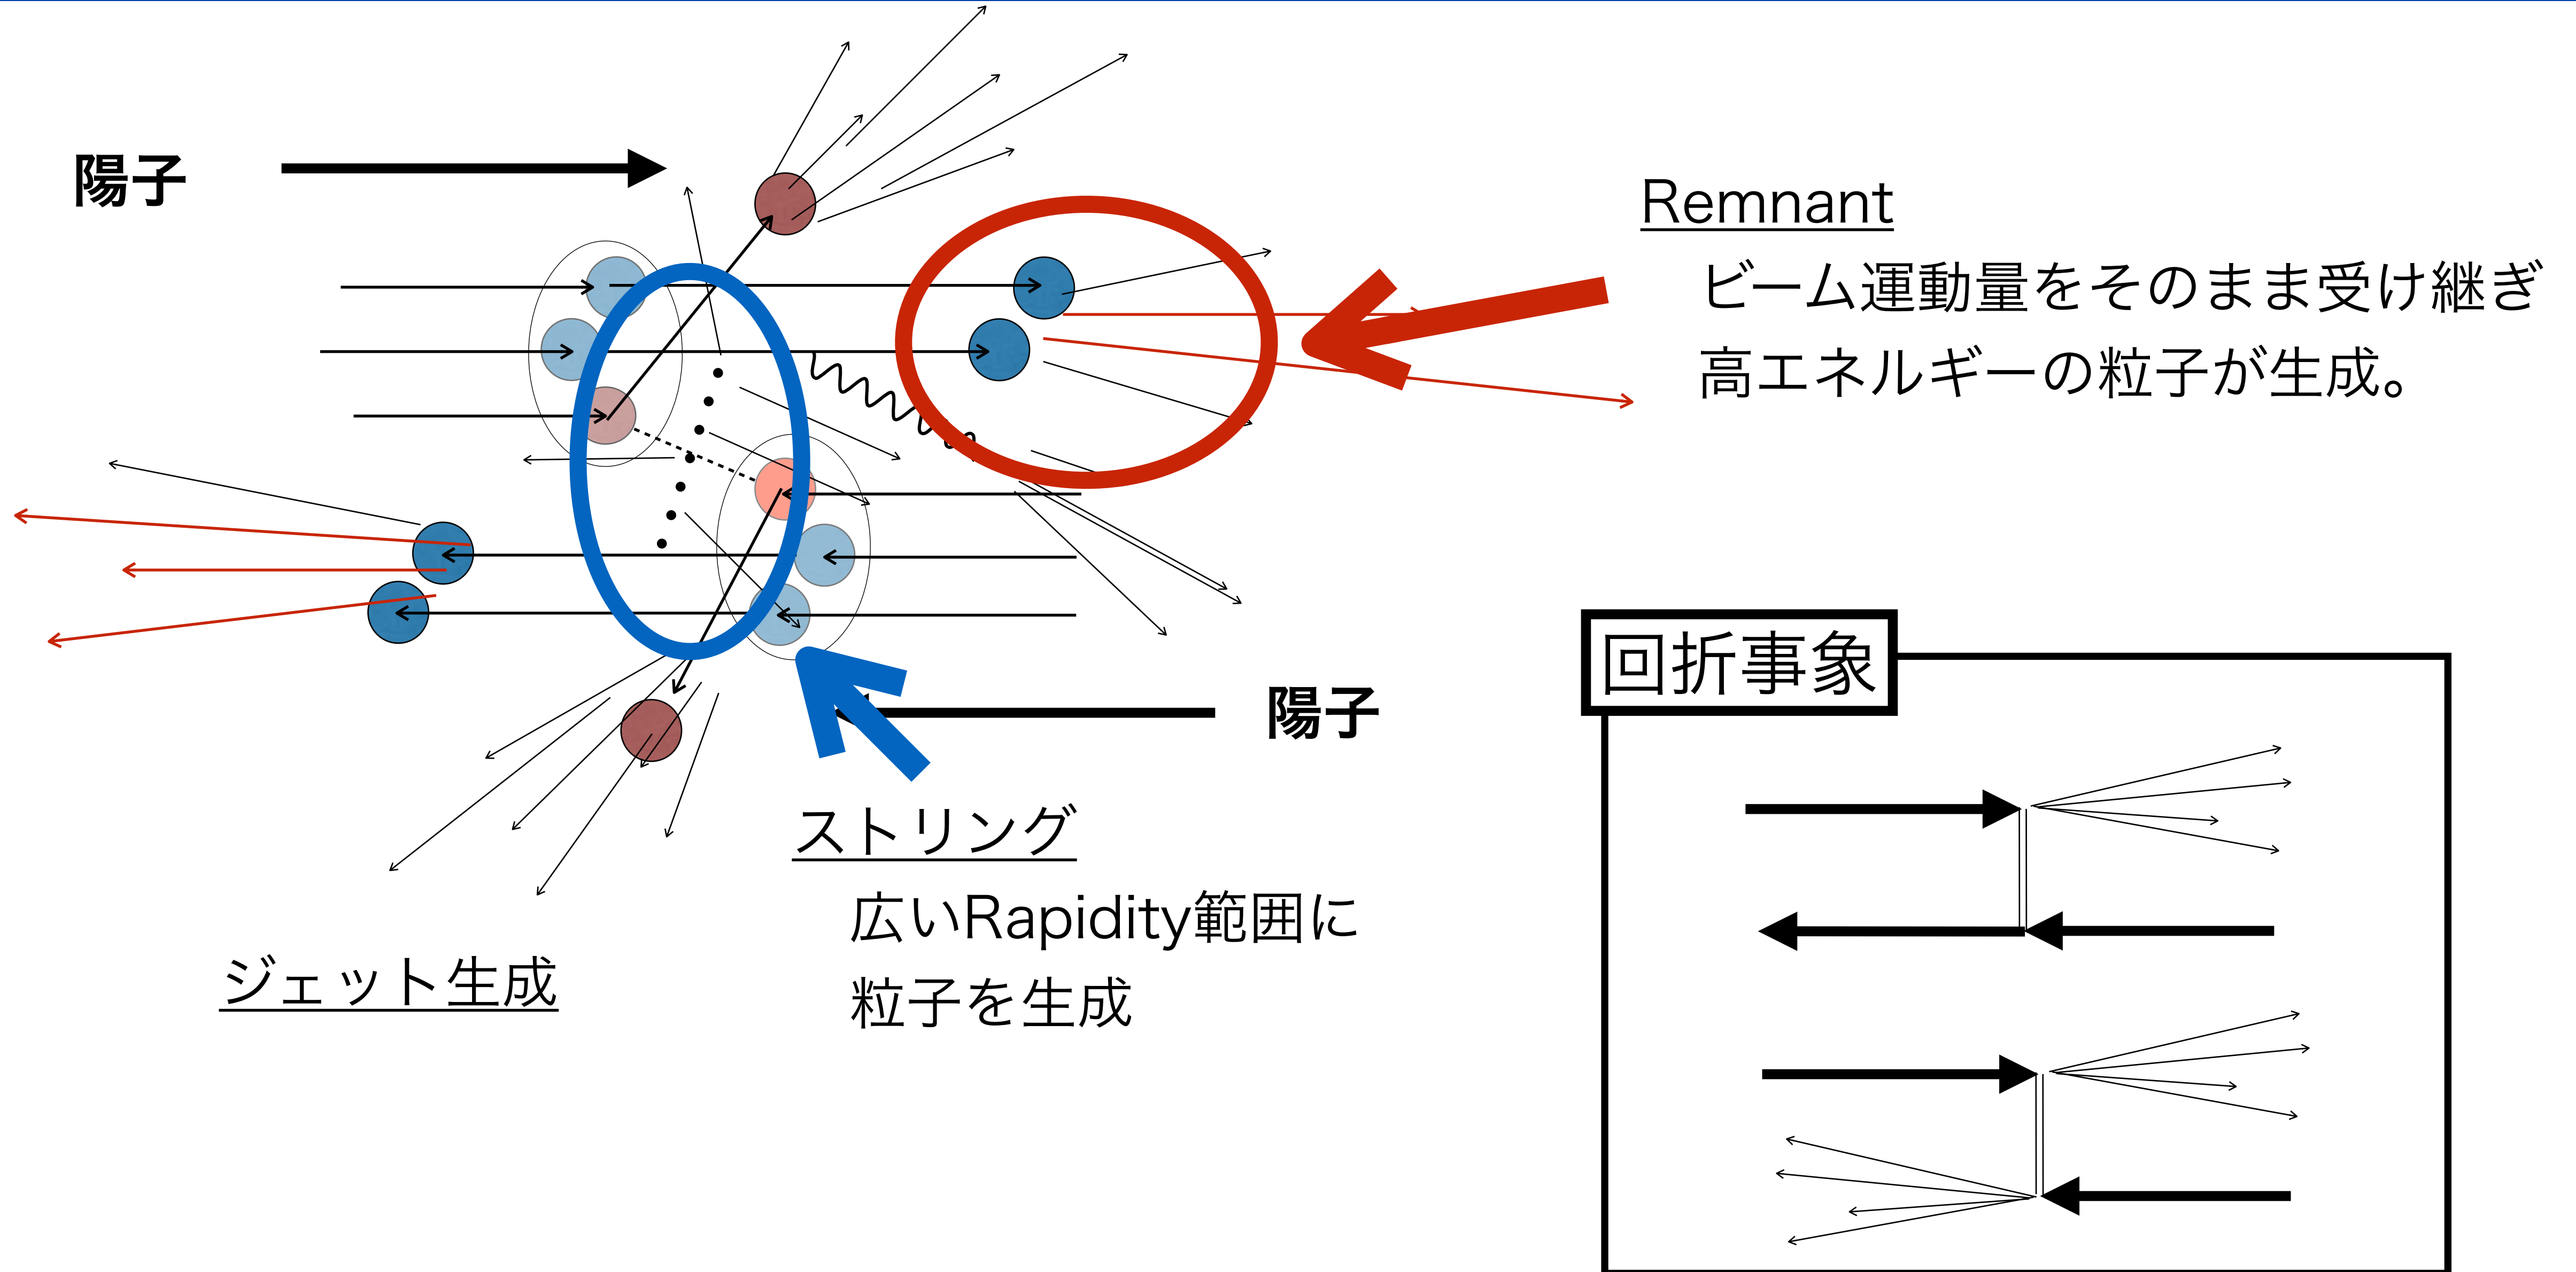 陽子
Remnant
ビーム運動量をそのまま受け継ぎ
高エネルギーの粒子が生成。
回折事象
陽子
ストリング
広いRapidity範囲に
粒子を生成
ジェット生成